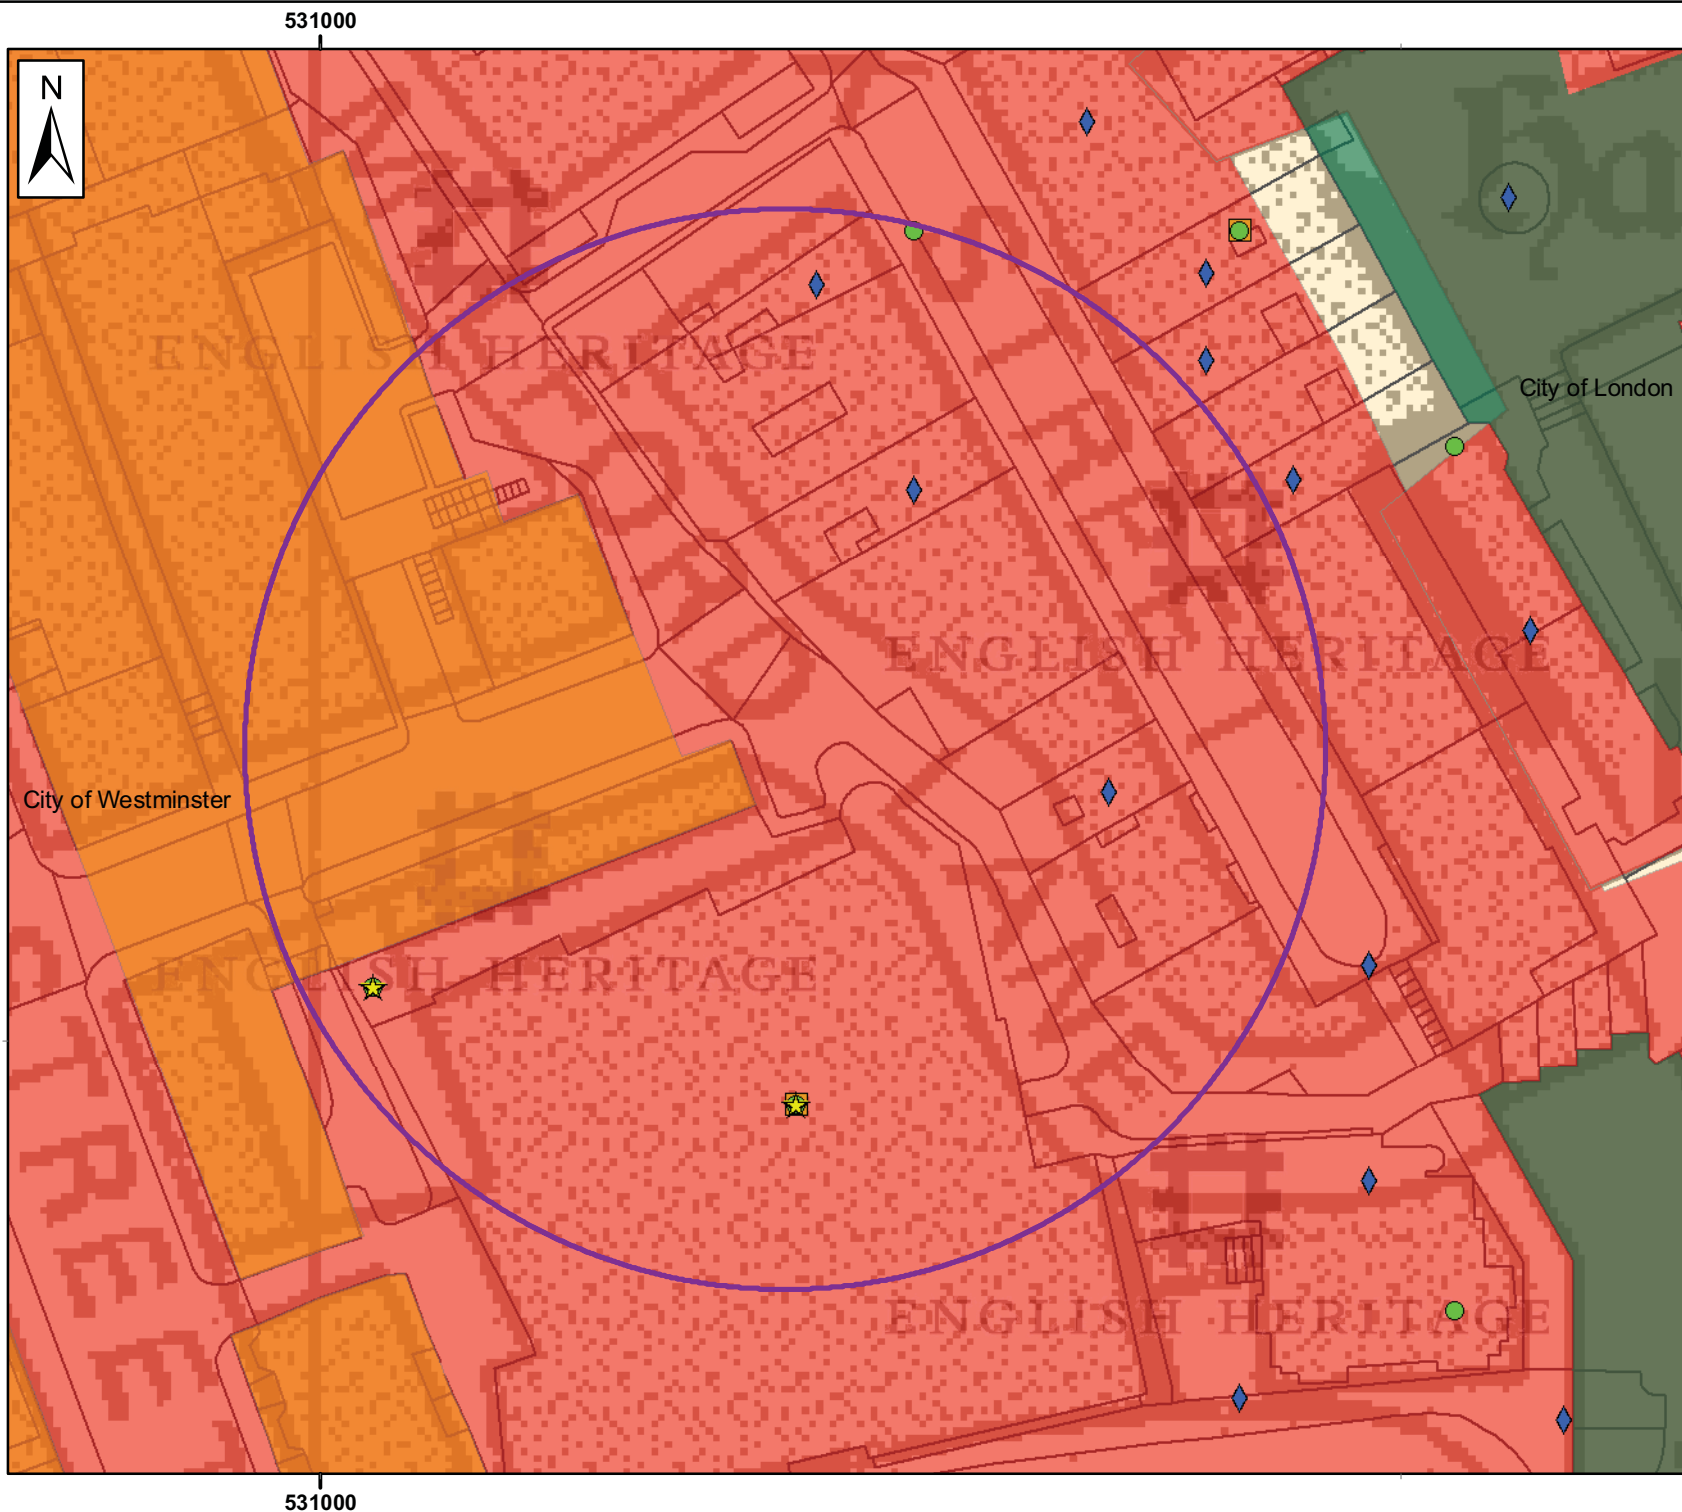 531000
N
ENGLISH HERITAGE
City of London
ENGLISH HERITAGE
City of Westminster
ENGLISH HERITAGE
ENGLISH HERITAGE
531000